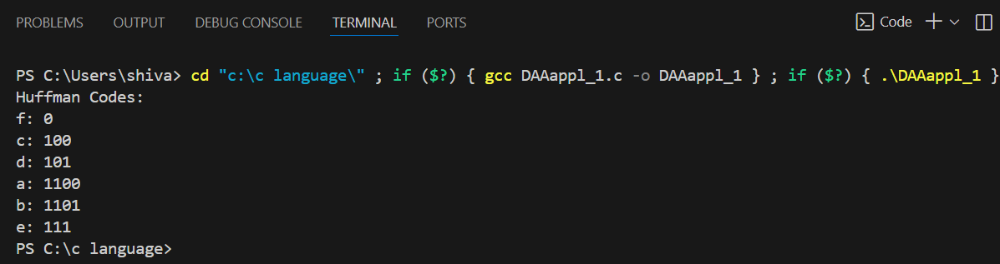 PROBLEMS OUTPUT DEBUG CONSOLE TERMINAL PORTS Code
PS C:\Users\shiva> cd "c:\c language\" ; if ($?) { gcc DAAappl_1.c -o DAAappl_1 } ; if ($?) { .\DAAappl_1 }
Huffman Codes:
f: 0
c: 100
d: 101
a: 1100
b: 1101
e: 111
PS C:\c language>